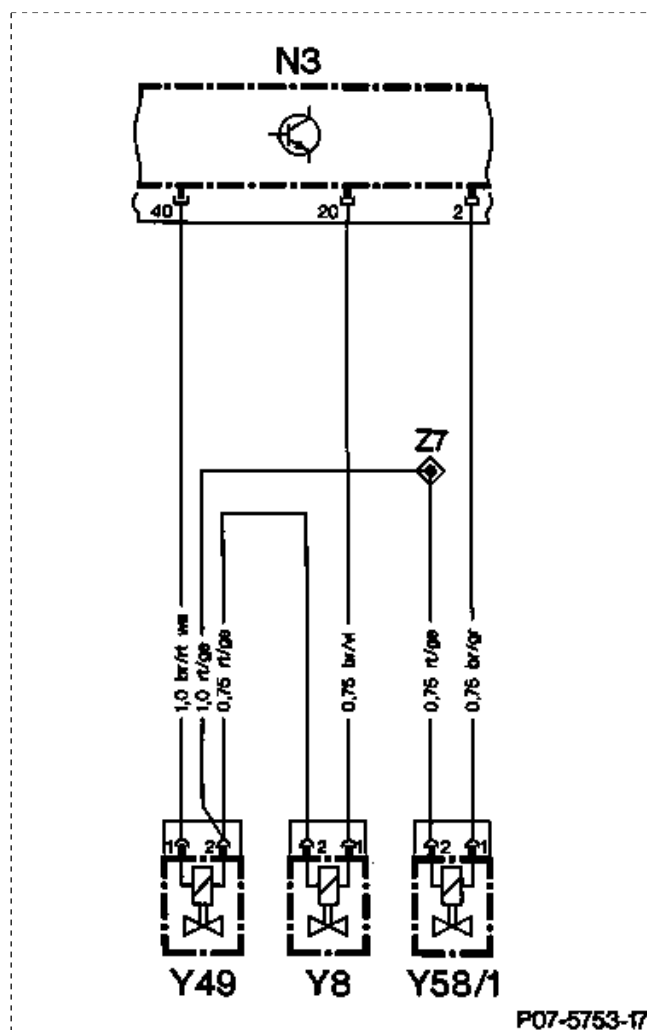 N3
40 20 2
Z7
1,0 br/rt ws
1,0 rt/ge
0,75 rt/ge
0,75 br/vi
0,75 rt/ge
0,75 br/gr
1 2 2 1 2 1
Y49 Y8 Y58/1
P07-5753-17